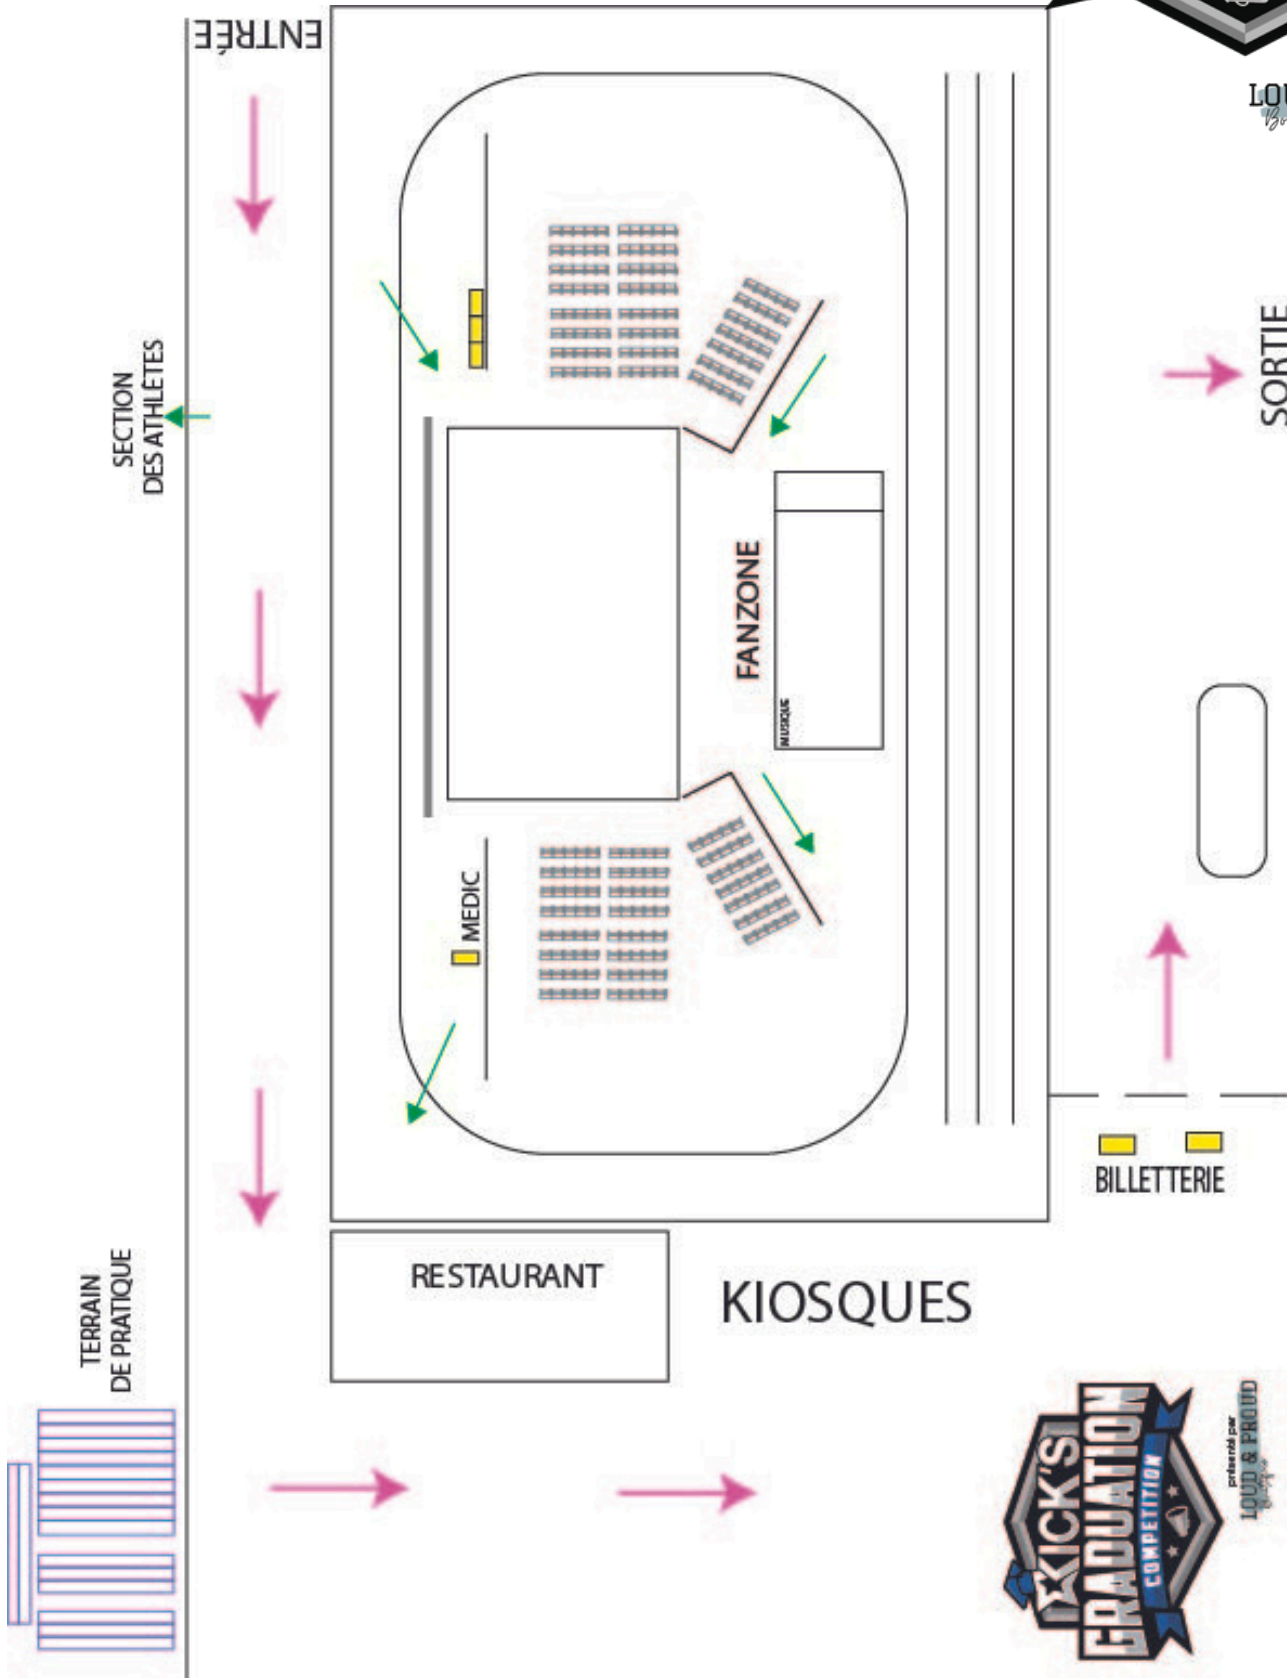 ENTRÉE
LOU
SECTION
DES ATHLÈTES
SORTIE
FANZONE
MUSIQUE
MEDIC
BILLETTERIE
RESTAURANT
KIOSQUES
TERRAIN
DE PRATIQUE
KICK'S
GRADUATION
COMPETITION
présenté par
LOUD & PROUD